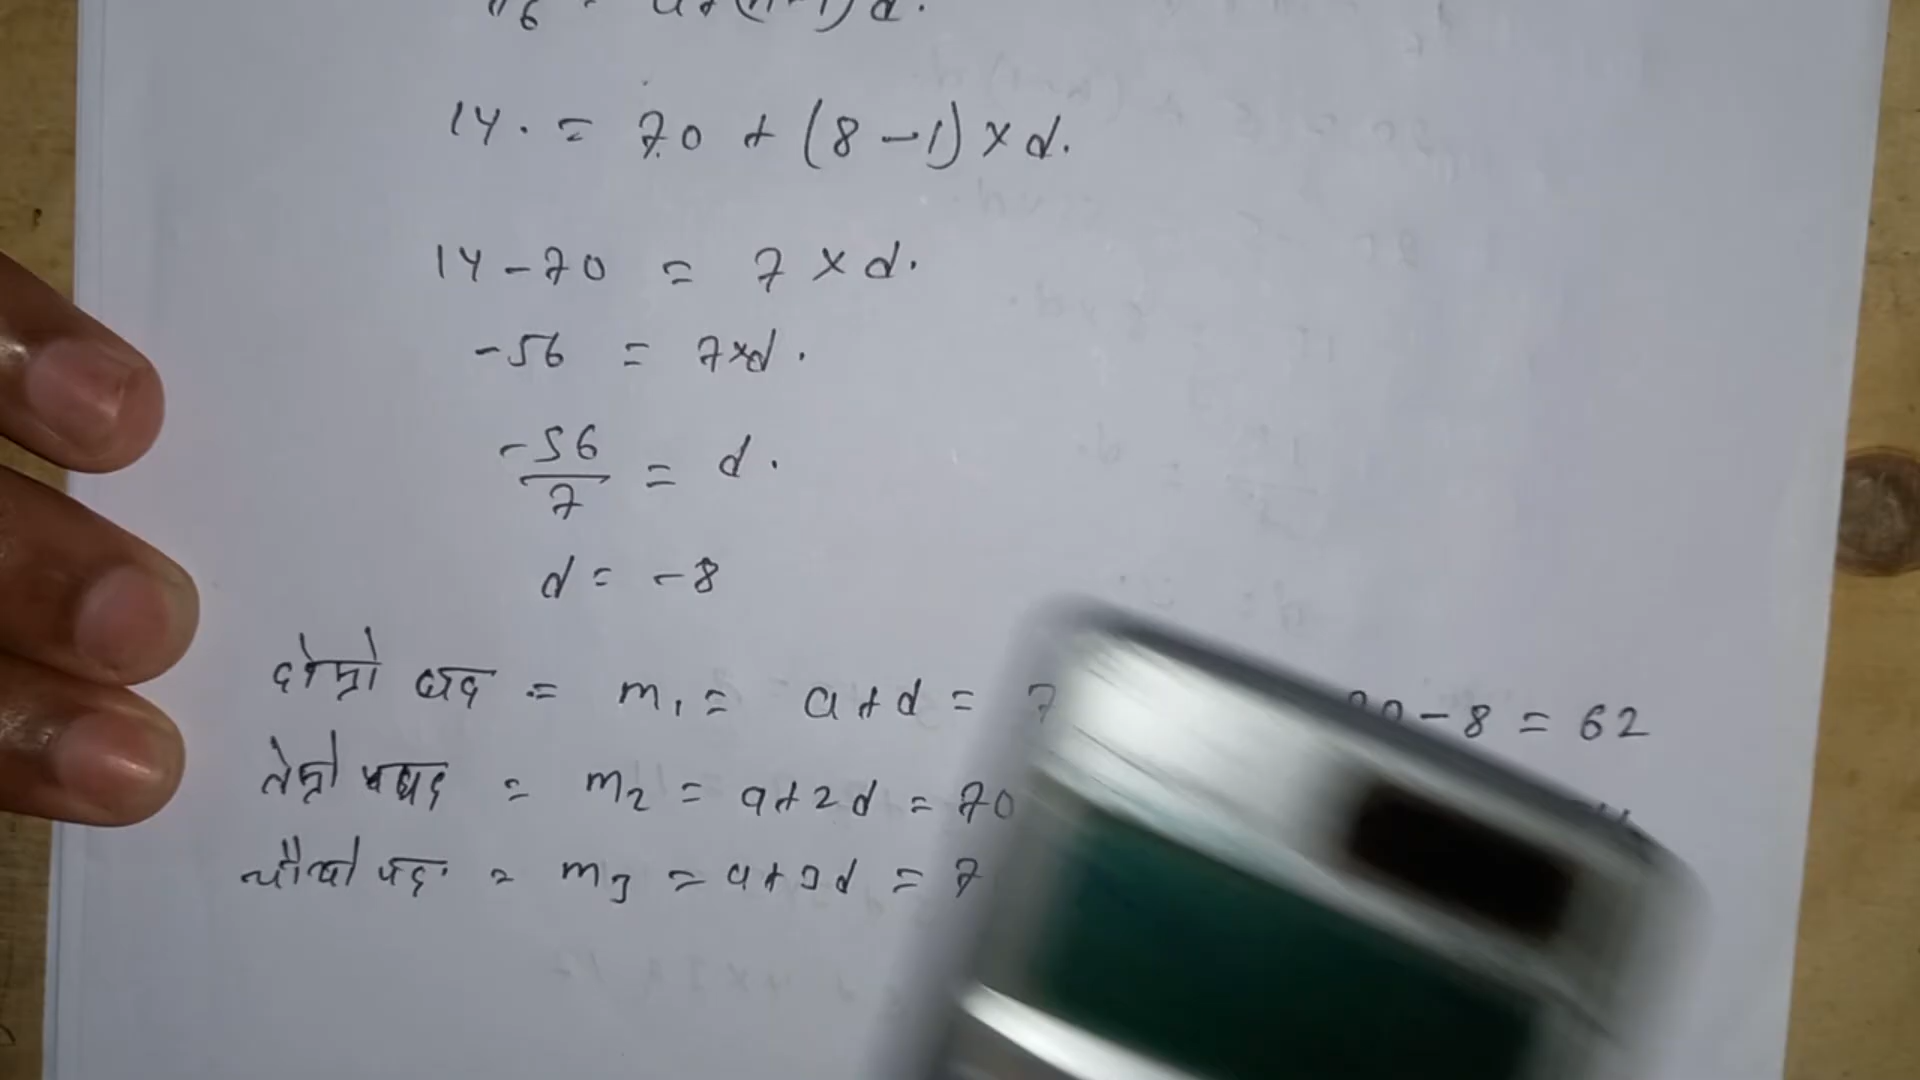 14. = 70 + (8-1) × d.
14-70 = 7 × d.
-56 = 7×d.
-56/7 = d.
d = -8
दोस्रो पद = m₁ = a+d = 7 -8 = 62
तेस्रो पद = m₂ = a+2d = 70
चौथो पद = m₃ = a+3d = 7